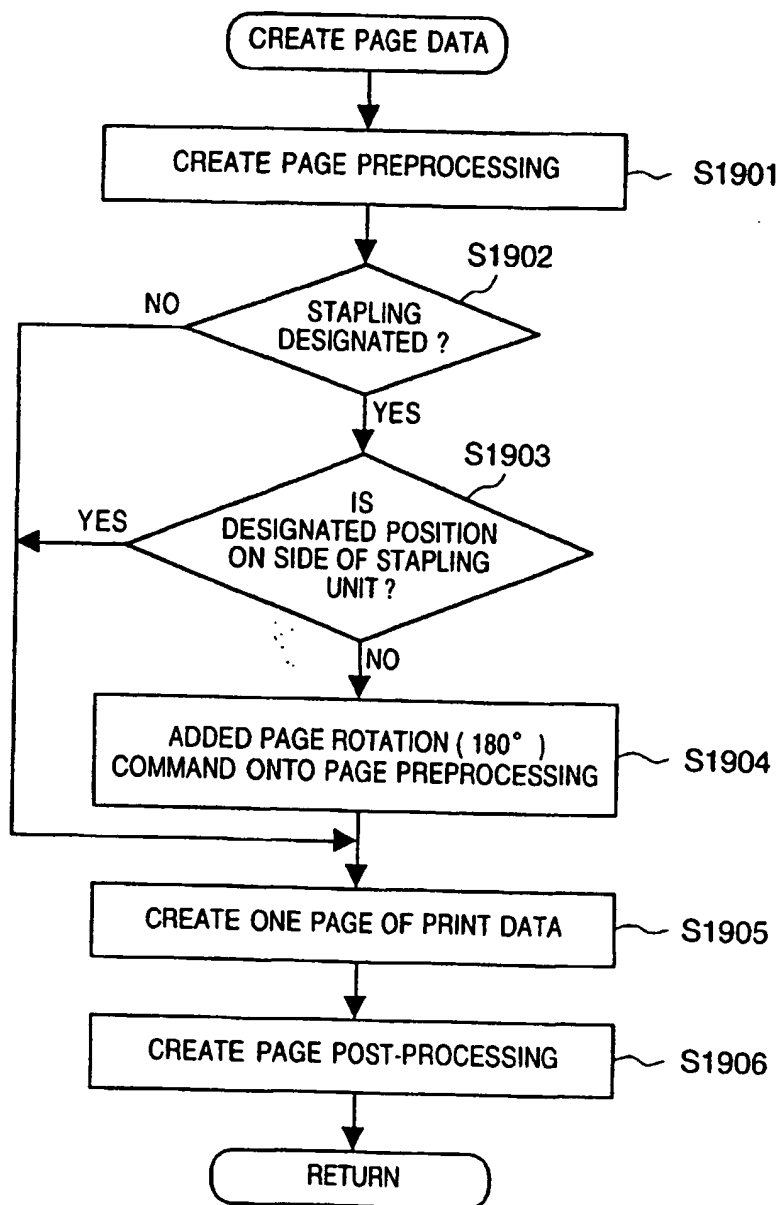 CREATE PAGE DATA
CREATE PAGE PREPROCESSING
S1901
S1902
NO
STAPLING
DESIGNATED ?
YES
S1903
YES
IS
DESIGNATED POSITION
ON SIDE OF STAPLING
UNIT ?
NO
ADDED PAGE ROTATION ( 180° )
COMMAND ONTO PAGE PREPROCESSING
S1904
CREATE ONE PAGE OF PRINT DATA
S1905
CREATE PAGE POST-PROCESSING
S1906
RETURN